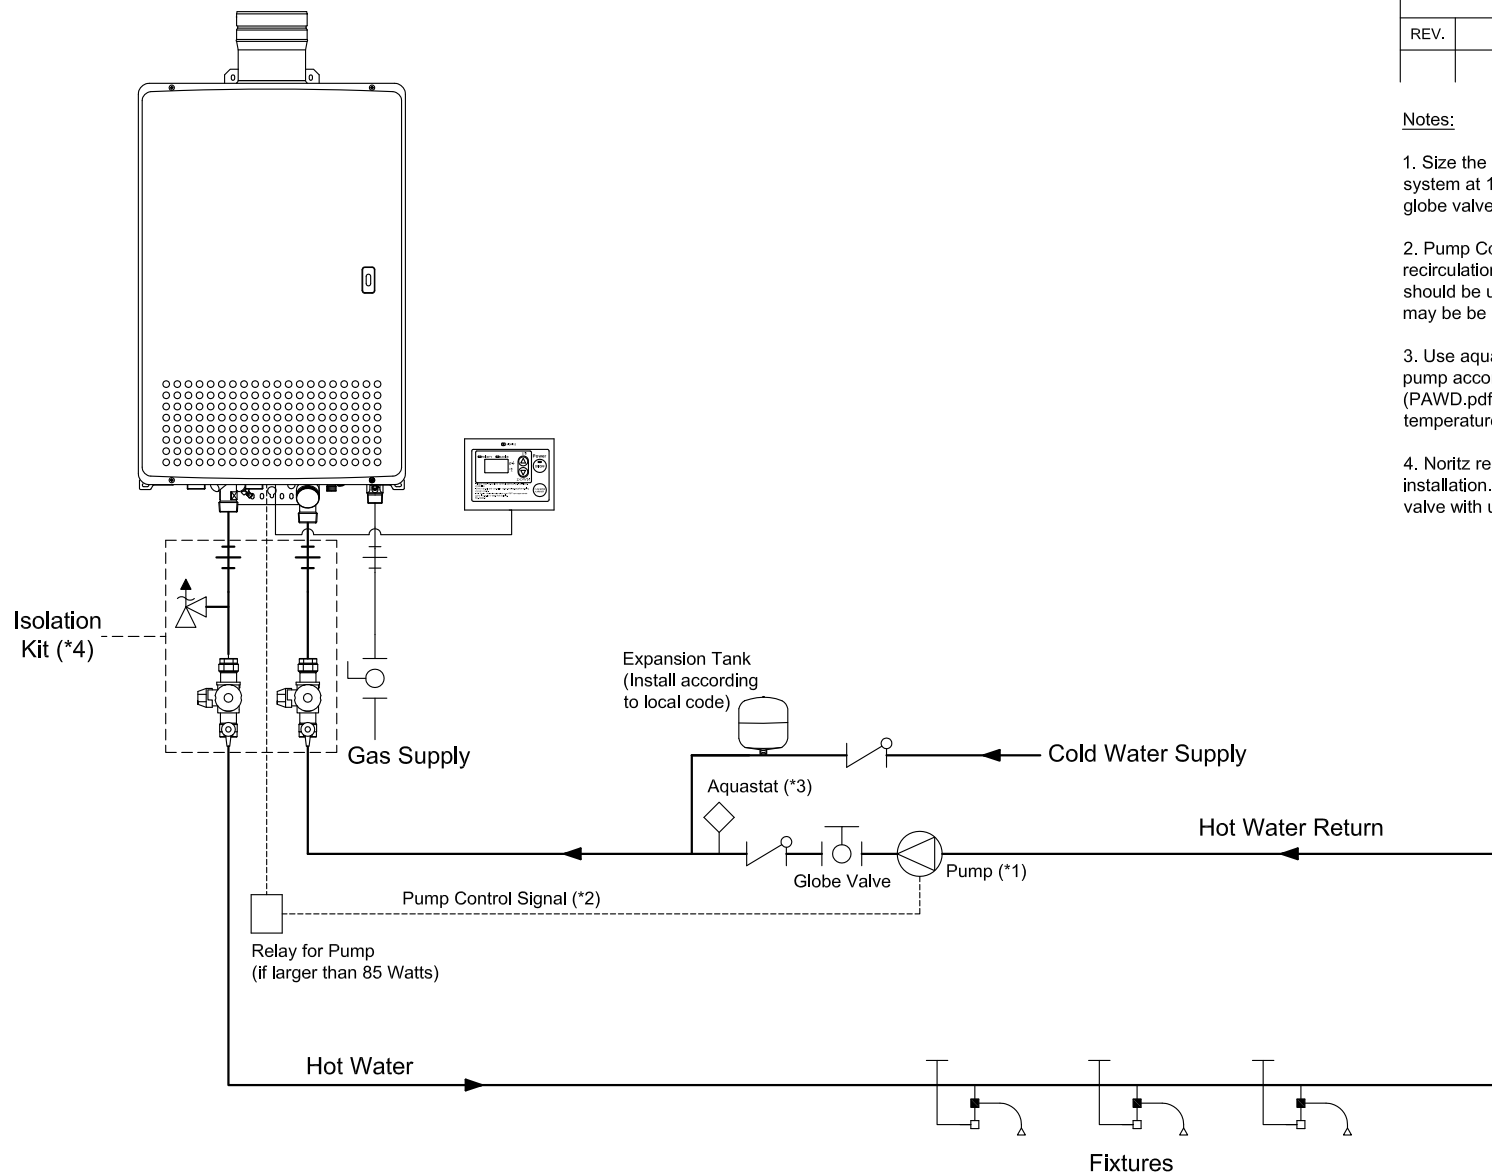 REV.
Notes:
1. Size the
system at 1
globe valve
2. Pump Co
recirculation
should be u
may be be
3. Use aqua
pump acco
(PAWD.pdf
temperature
4. Noritz re
installation.
valve with u
Power
Isolation
Kit (*4)
Gas Supply
Expansion Tank
(Install according
to local code)
Cold Water Supply
Aquastat (*3)
Hot Water Return
Globe Valve
Pump (*1)
Pump Control Signal (*2)
Relay for Pump
(if larger than 85 Watts)
Hot Water
Fixtures